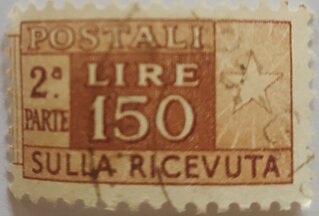 POSTALI
2ª. LIRE
PARTE 150
SULLA RICEVUTA